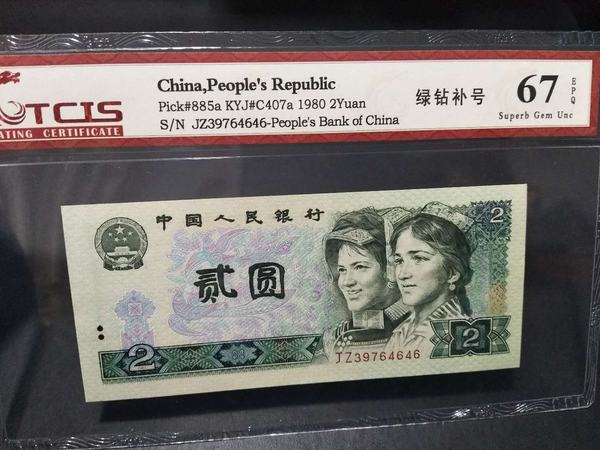 China,People's Republic
Pick#885a KYJ#C407a 1980 2Yuan
S/N JZ39764646-People's Bank of China
绿钻补号
67
EPQ
Superb Gem Unc
TCIS
ATING CERTIFICATE
中国人民银行
贰圆
2
2
2
JZ39764646